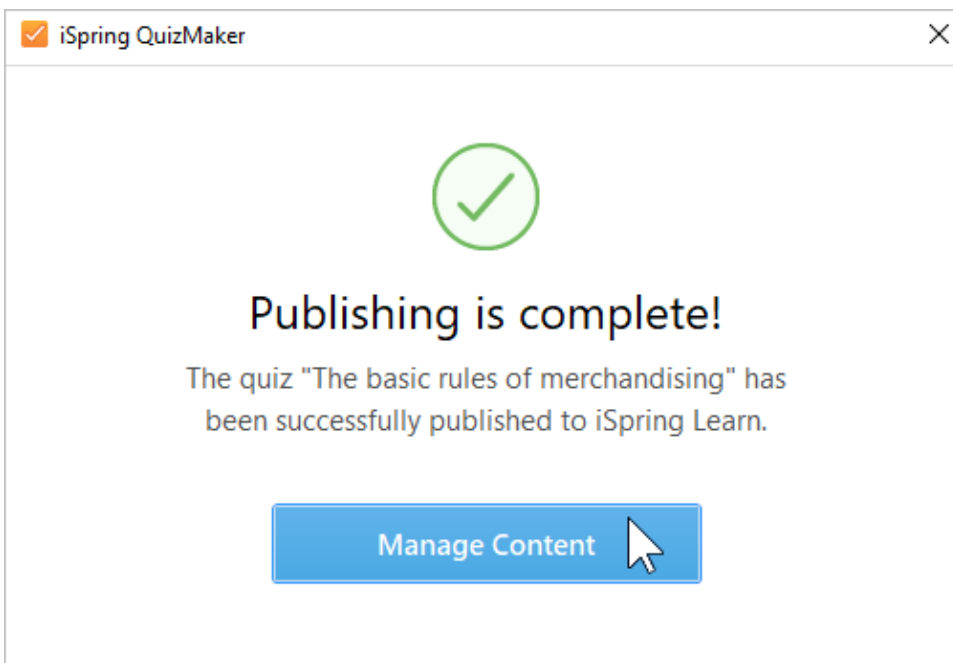 iSpring QuizMaker
Publishing is complete!
The quiz "The basic rules of merchandising" has
been successfully published to iSpring Learn.
Manage Content